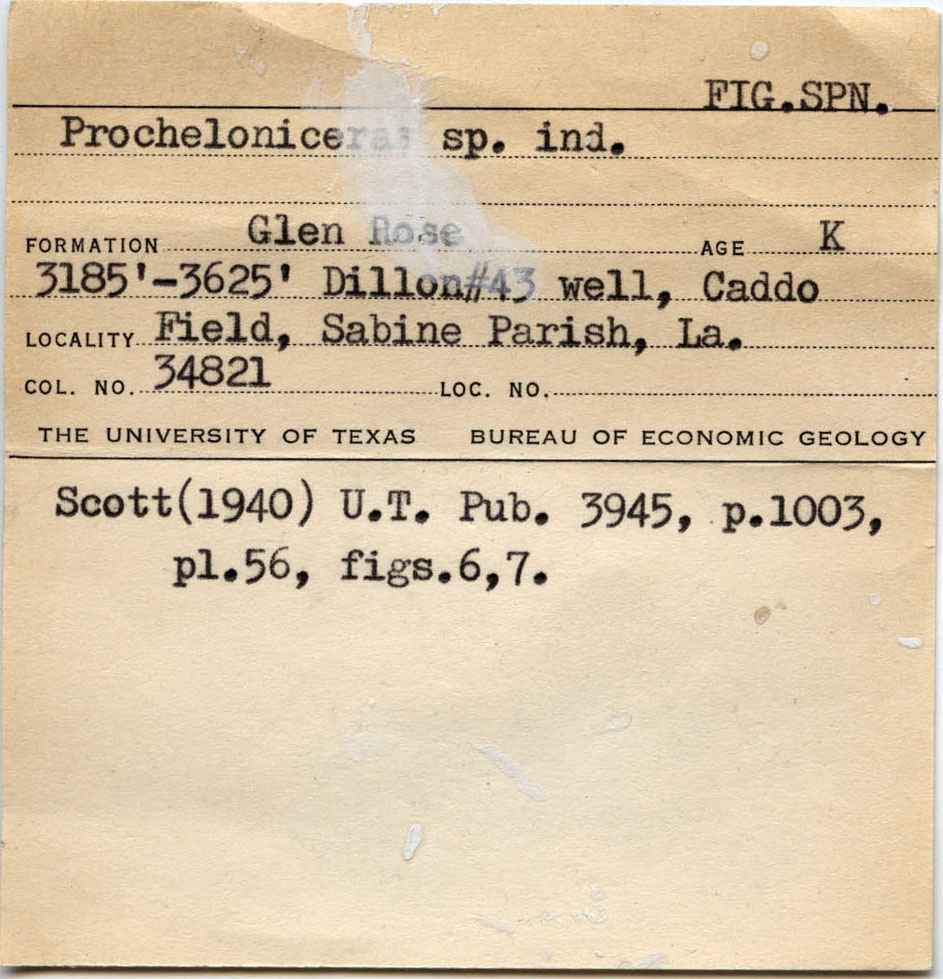 FIG.SPN.
Procheloniceras sp. ind.
FORMATION Glen Rose AGE K
3185'-3625' Dillon#43 well, Caddo
LOCALITY Field, Sabine Parish, La.
COL. NO. 34821 LOC. NO.
THE UNIVERSITY OF TEXAS BUREAU OF ECONOMIC GEOLOGY
Scott(1940) U.T. Pub. 3945, p.1003,
pl.56, figs.6,7.